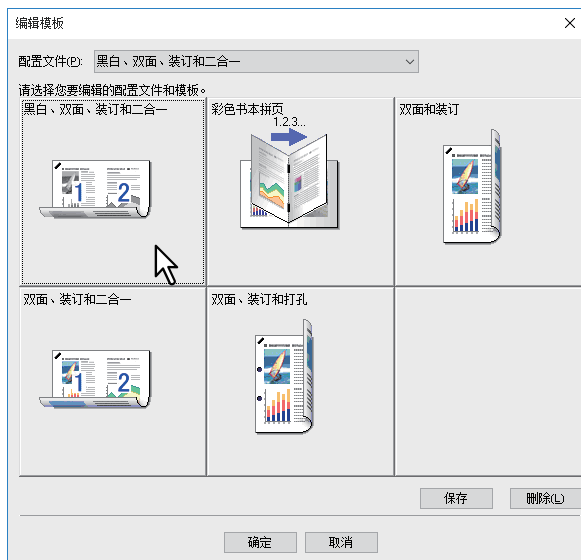 编辑模板
配置文件(P): 黑白、双面、装订和二合一
请选择您要编辑的配置文件和模板。
黑白、双面、装订和二合一
1 2
彩色书本拼页
1.2.3...
双面和装订
双面、装订和二合一
1 2
双面、装订和打孔
保存 删除(L)
确定 取消